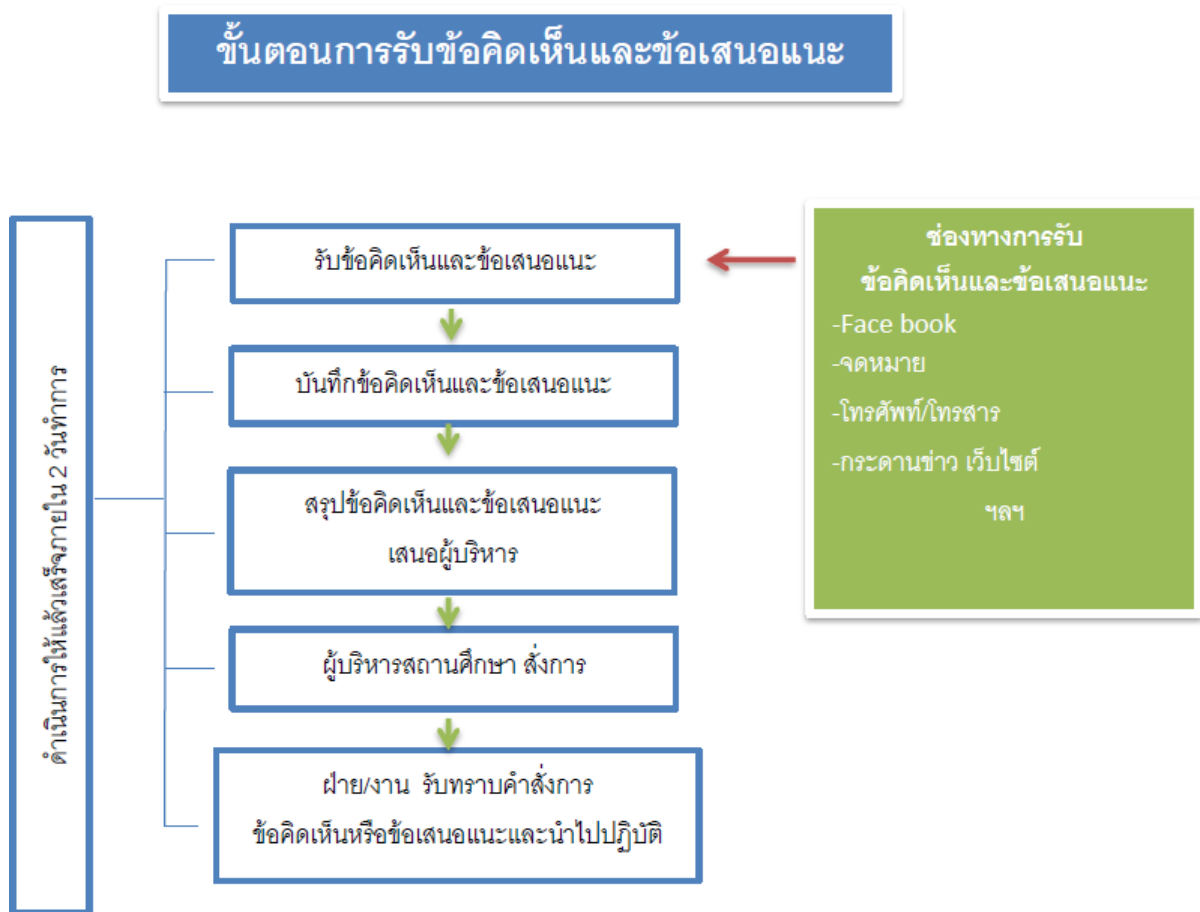 ขั้นตอนการรับข้อคิดเห็นและข้อเสนอแนะ
ดำเนินการให้แล้วเสร็จภายใน 2 วันทำการ
รับข้อคิดเห็นและข้อเสนอแนะ
บันทึกข้อคิดเห็นและข้อเสนอแนะ
สรุปข้อคิดเห็นและข้อเสนอแนะ
เสนอผู้บริหาร
ผู้บริหารสถานศึกษา สั่งการ
ฝ่าย/งาน รับทราบคำสั่งการ
ข้อคิดเห็นหรือข้อเสนอแนะและนำไปปฏิบัติ
ช่องทางการรับ
ข้อคิดเห็นและข้อเสนอแนะ
-Face book
-จดหมาย
-โทรศัพท์/โทรสาร
-กระดานข่าว เว็บไซต์
ฯลฯ